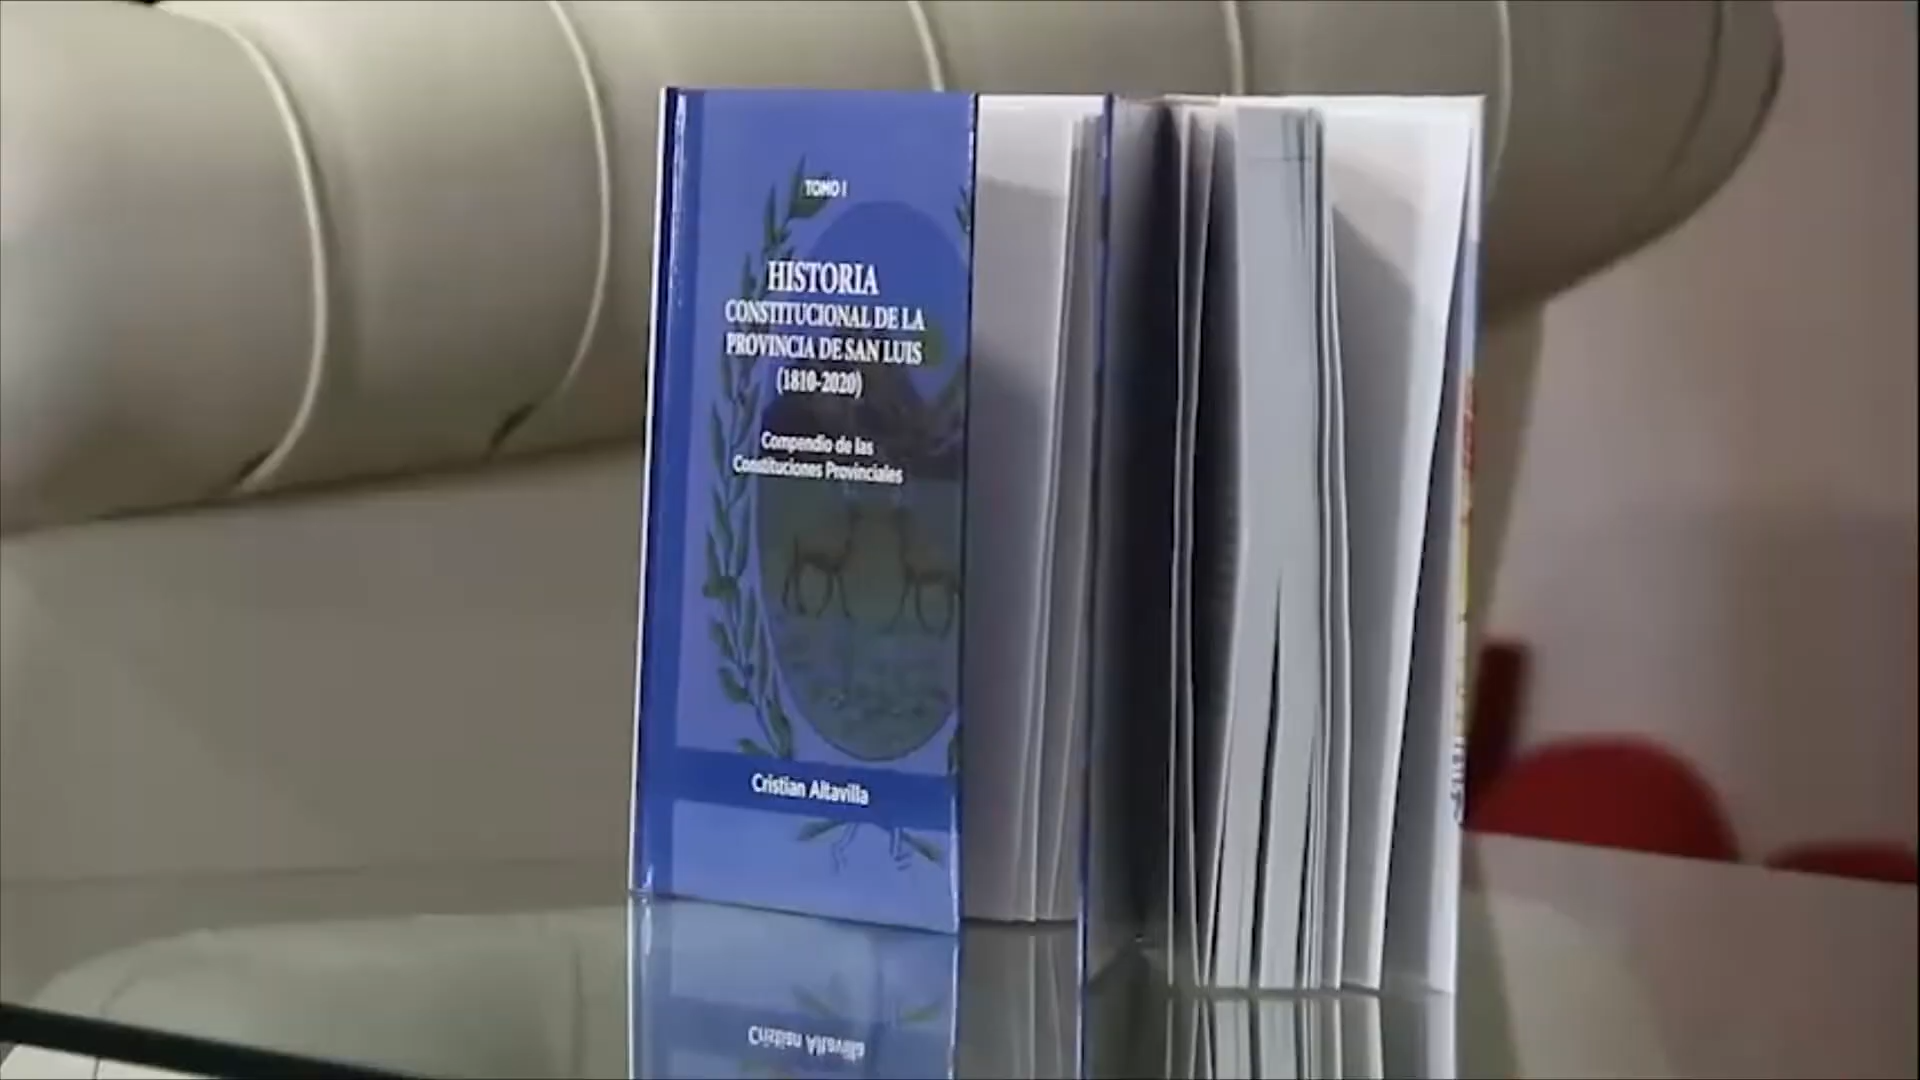 TOMO I
HISTORIA
CONSTITUCIONAL DE LA
PROVINCIA DE SAN LUIS
(1810-2020)
Compendio de las
Constituciones Provinciales
Cristian Altavilla